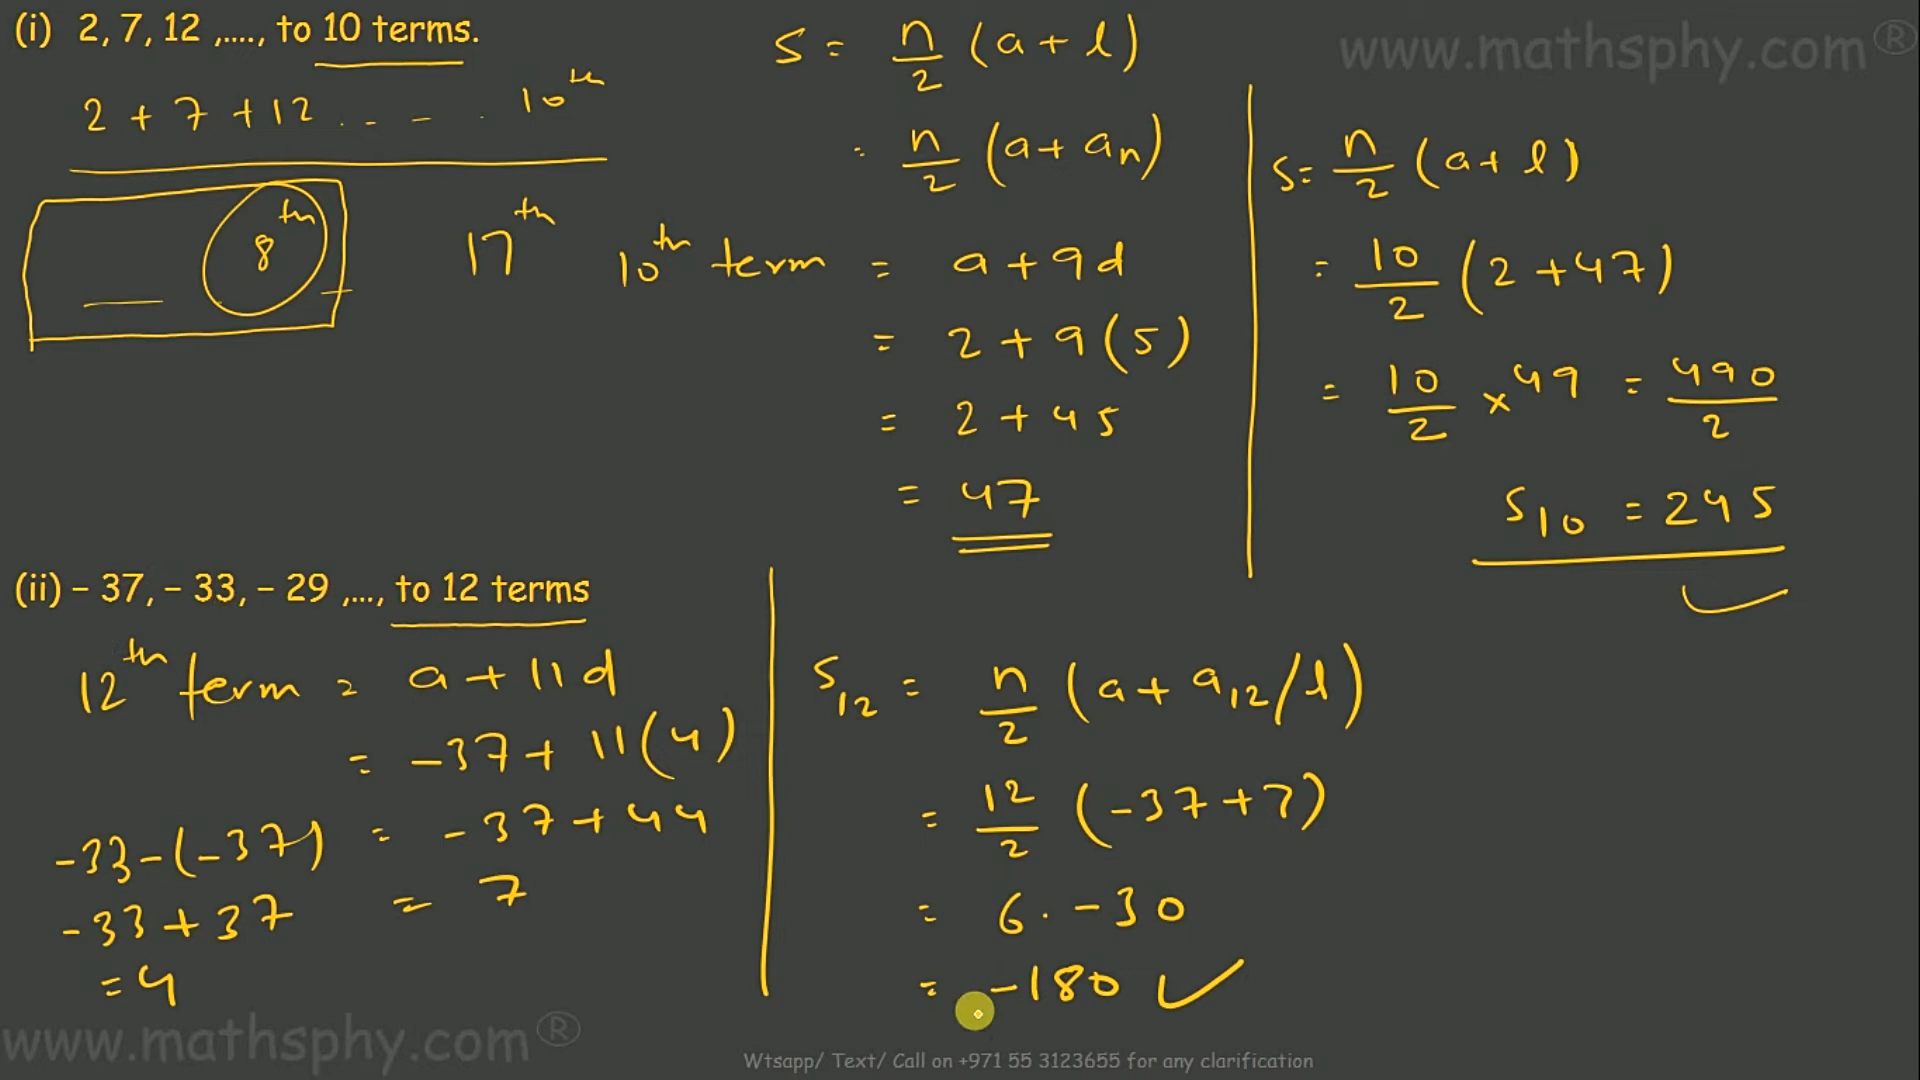 (i) 2, 7, 12 ,...., to 10 terms.
2 + 7 + 12 . - - . 10th
8th
17th
S = n/2 (a + l)
= n/2 (a + an)
10th term = a + 9d
= 2 + 9(5)
= 2 + 45
= 47
www.mathsphy.com®
S = n/2 (a + l)
= 10/2 (2 + 47)
= 10/2 × 49 = 490/2
S10 = 245
(ii) – 37, – 33, – 29 ,..., to 12 terms
12th term = a + 11d
= -37 + 11(4)
= -37 + 44
= 7
-33-(-37)
-33 + 37
= 4
S12 = n/2 (a + a12/l)
= 12/2 (-37+7)
= 6 . -30
= -180
www.mathsphy.com®
Wtsapp/ Text/ Call on +971 55 3123655 for any clarification